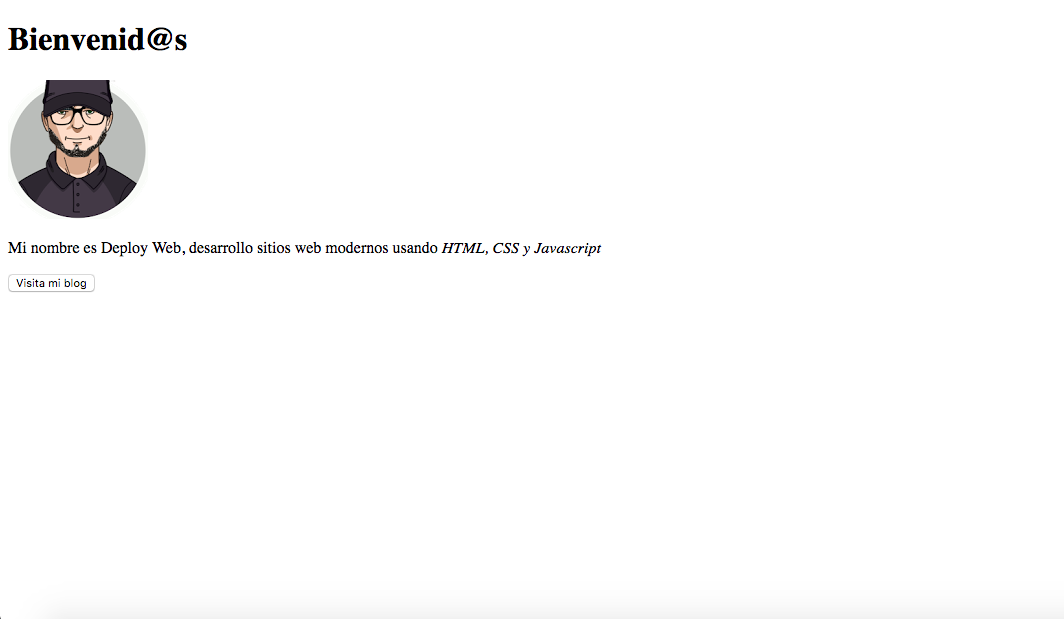 Bienvenid@s
Mi nombre es Deploy Web, desarrollo sitios web modernos usando HTML, CSS y Javascript
Visita mi blog